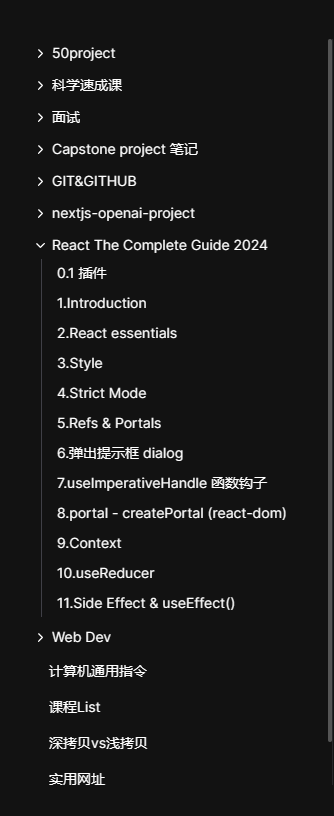 50project
科学速成课
面试
Capstone project 笔记
GIT&GITHUB
nextjs-openai-project
React The Complete Guide 2024
0.1 插件
1.Introduction
2.React essentials
3.Style
4.Strict Mode
5.Refs & Portals
6.弹出提示框 dialog
7.useImperativeHandle 函数钩子
8.portal - createPortal (react-dom)
9.Context
10.useReducer
11.Side Effect & useEffect()
Web Dev
计算机通用指令
课程List
深拷贝vs浅拷贝
实用网址